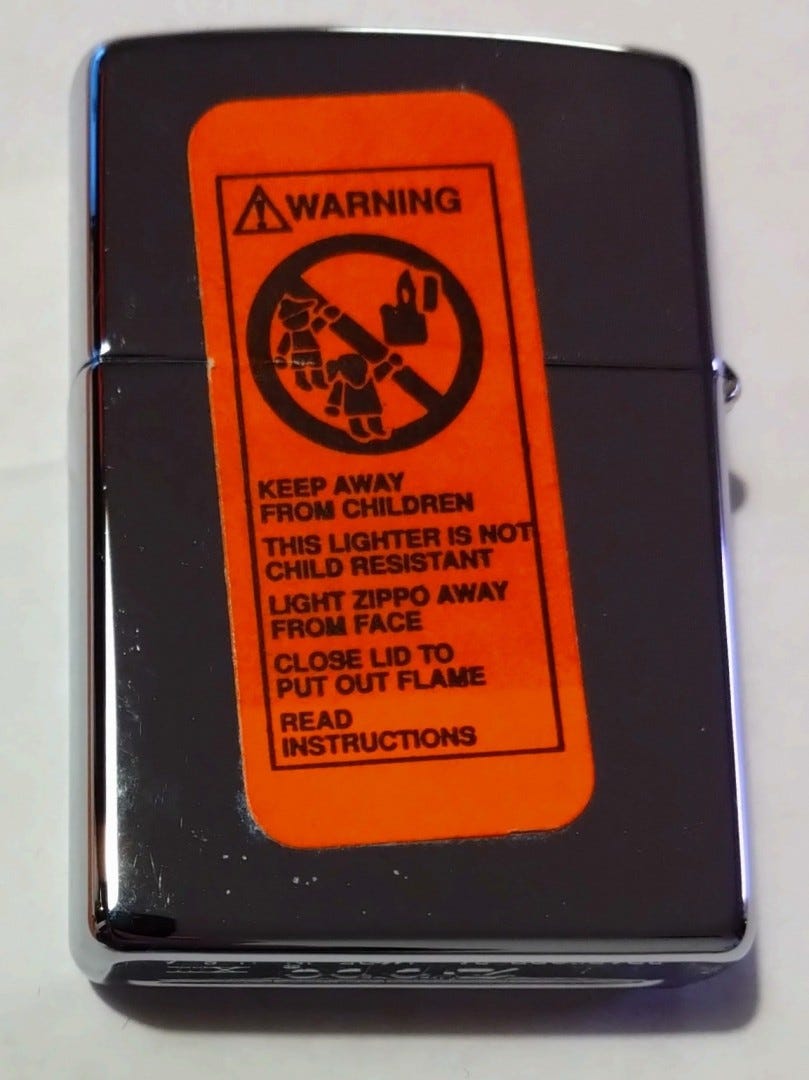 WARNING
KEEP AWAY
FROM CHILDREN
THIS LIGHTER IS NOT
CHILD RESISTANT
LIGHT ZIPPO AWAY
FROM FACE
CLOSE LID TO
PUT OUT FLAME
READ
INSTRUCTIONS